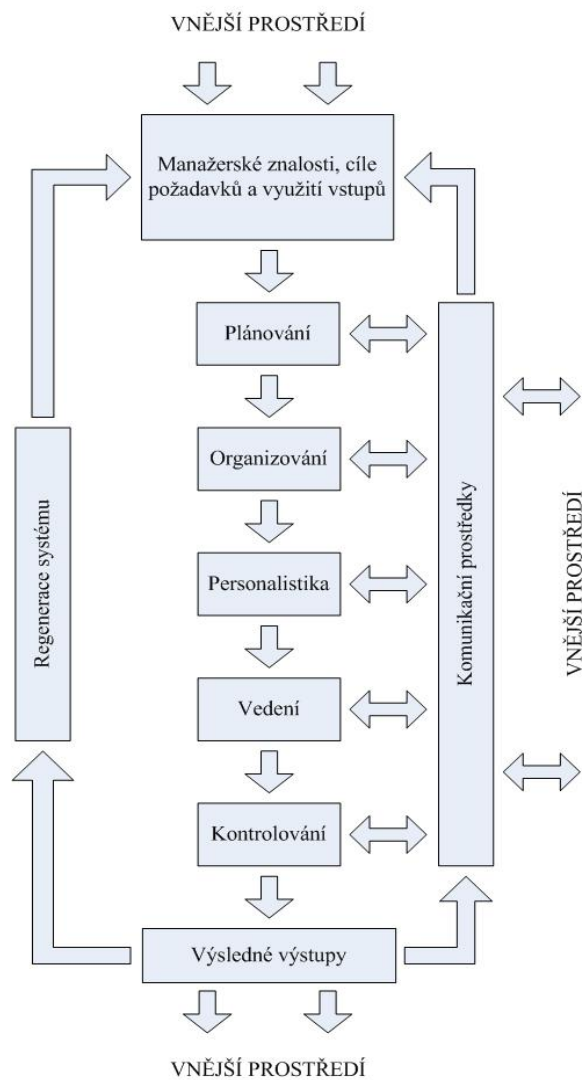 VNĚJŠÍ PROSTŘEDÍ
Manažerské znalosti, cíle
požadavků a využití vstupů
Plánování
Organizování
Personalistika
Vedení
Kontrolování
Výsledné výstupy
Regenerace systému
Komunikační prostředky
VNĚJŠÍ PROSTŘEDÍ
VNĚJŠÍ PROSTŘEDÍ